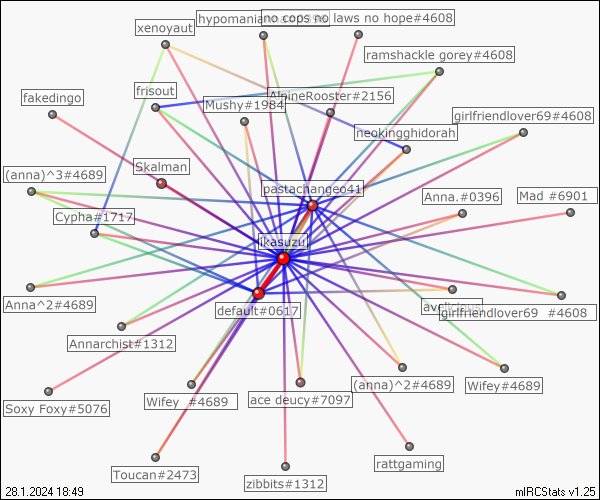 hypomanian
no cops no laws no hope#4608
xenoyaut
ramshackle gorey#4608
frisout
fakedingo
Mushy#1984
AlpineRooster#2156
girlfriendlover69#4608
neokingghidorah
Skalman
(anna)^3#4689
pastachangeo41
Anna.#0396
Mad #6901
Cypha#1717
ikasuzu
Anna^2#4689
default#0617
girlfriendlover69 #4608
Annarchist#1312
(anna)^2#4689
Wifey#4689
Wifey #4689
ace deucy#7097
Soxy Foxy#5076
rattgaming
Toucan#2473
zibbits#1312
28.1.2024 18:49
mIRCStats v1.25